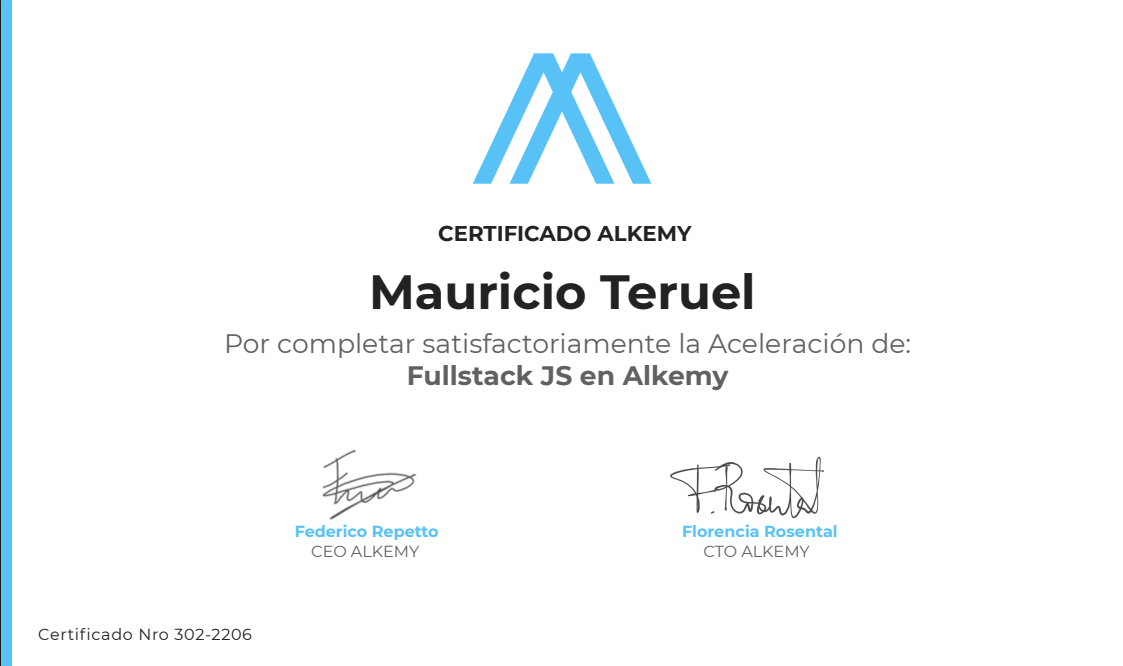 CERTIFICADO ALKEMY
Mauricio Teruel
Por completar satisfactoriamente la Aceleración de:
Fullstack JS en Alkemy
F. Rosental
Federico Repetto
Florencia Rosental
CEO ALKEMY
CTO ALKEMY
Certificado Nro 302-2206